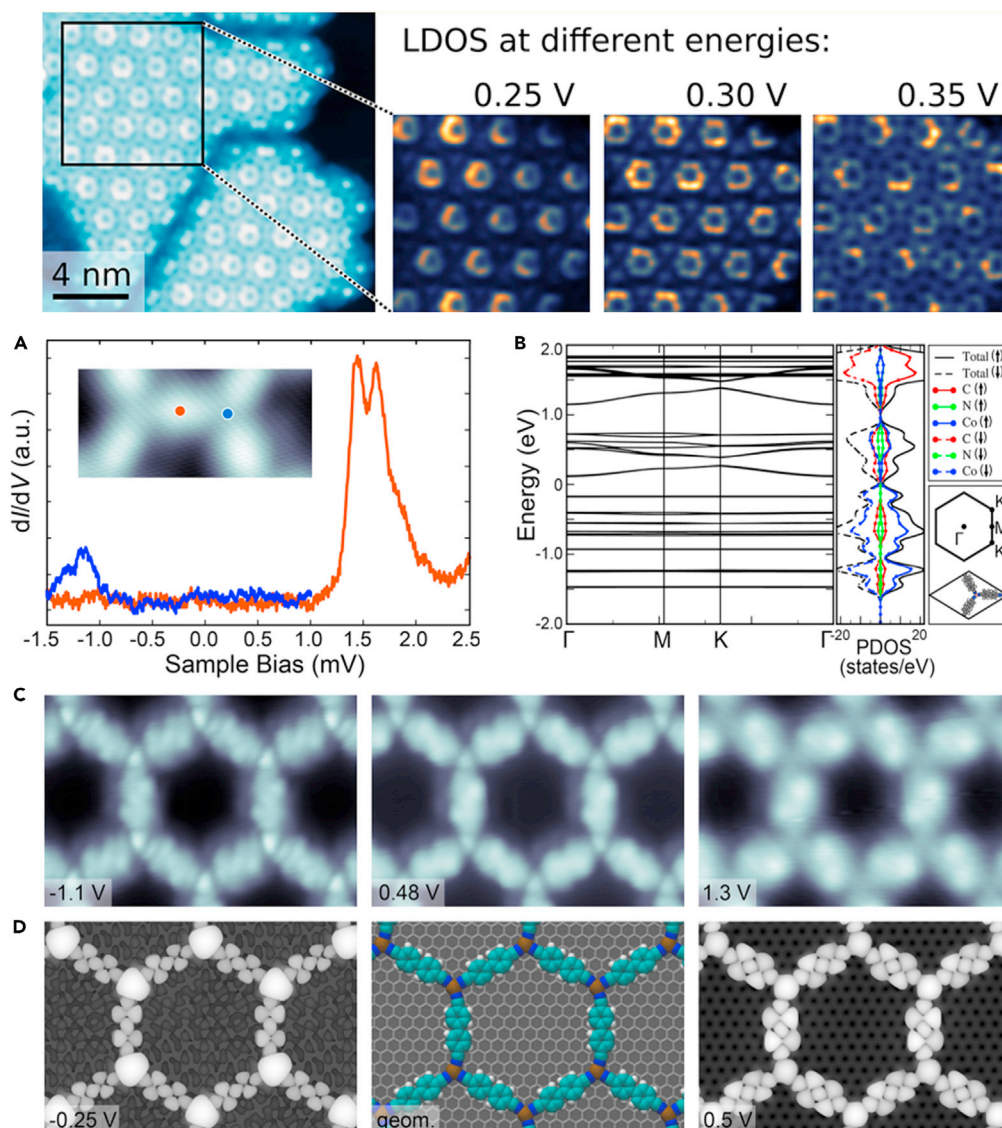 LDOS at different energies:
0.25 V
0.30 V
0.35 V
4 nm
A
dI/dV (a.u.)
-1.5
-1.0
-0.5
0.0
0.5
1.0
1.5
2.0
2.5
Sample Bias (mV)
B
Energy (eV)
2.0
1.0
0
-1.0
-2.0
Γ
M
K
Γ
-20
20
PDOS
(states/eV)
Total (↑)
Total (↓)
C (↑)
N (↑)
Co (↑)
C (↓)
N (↓)
Co (↓)
K
M
K
Γ
C
-1.1 V
0.48 V
1.3 V
D
-0.25 V
geom.
0.5 V